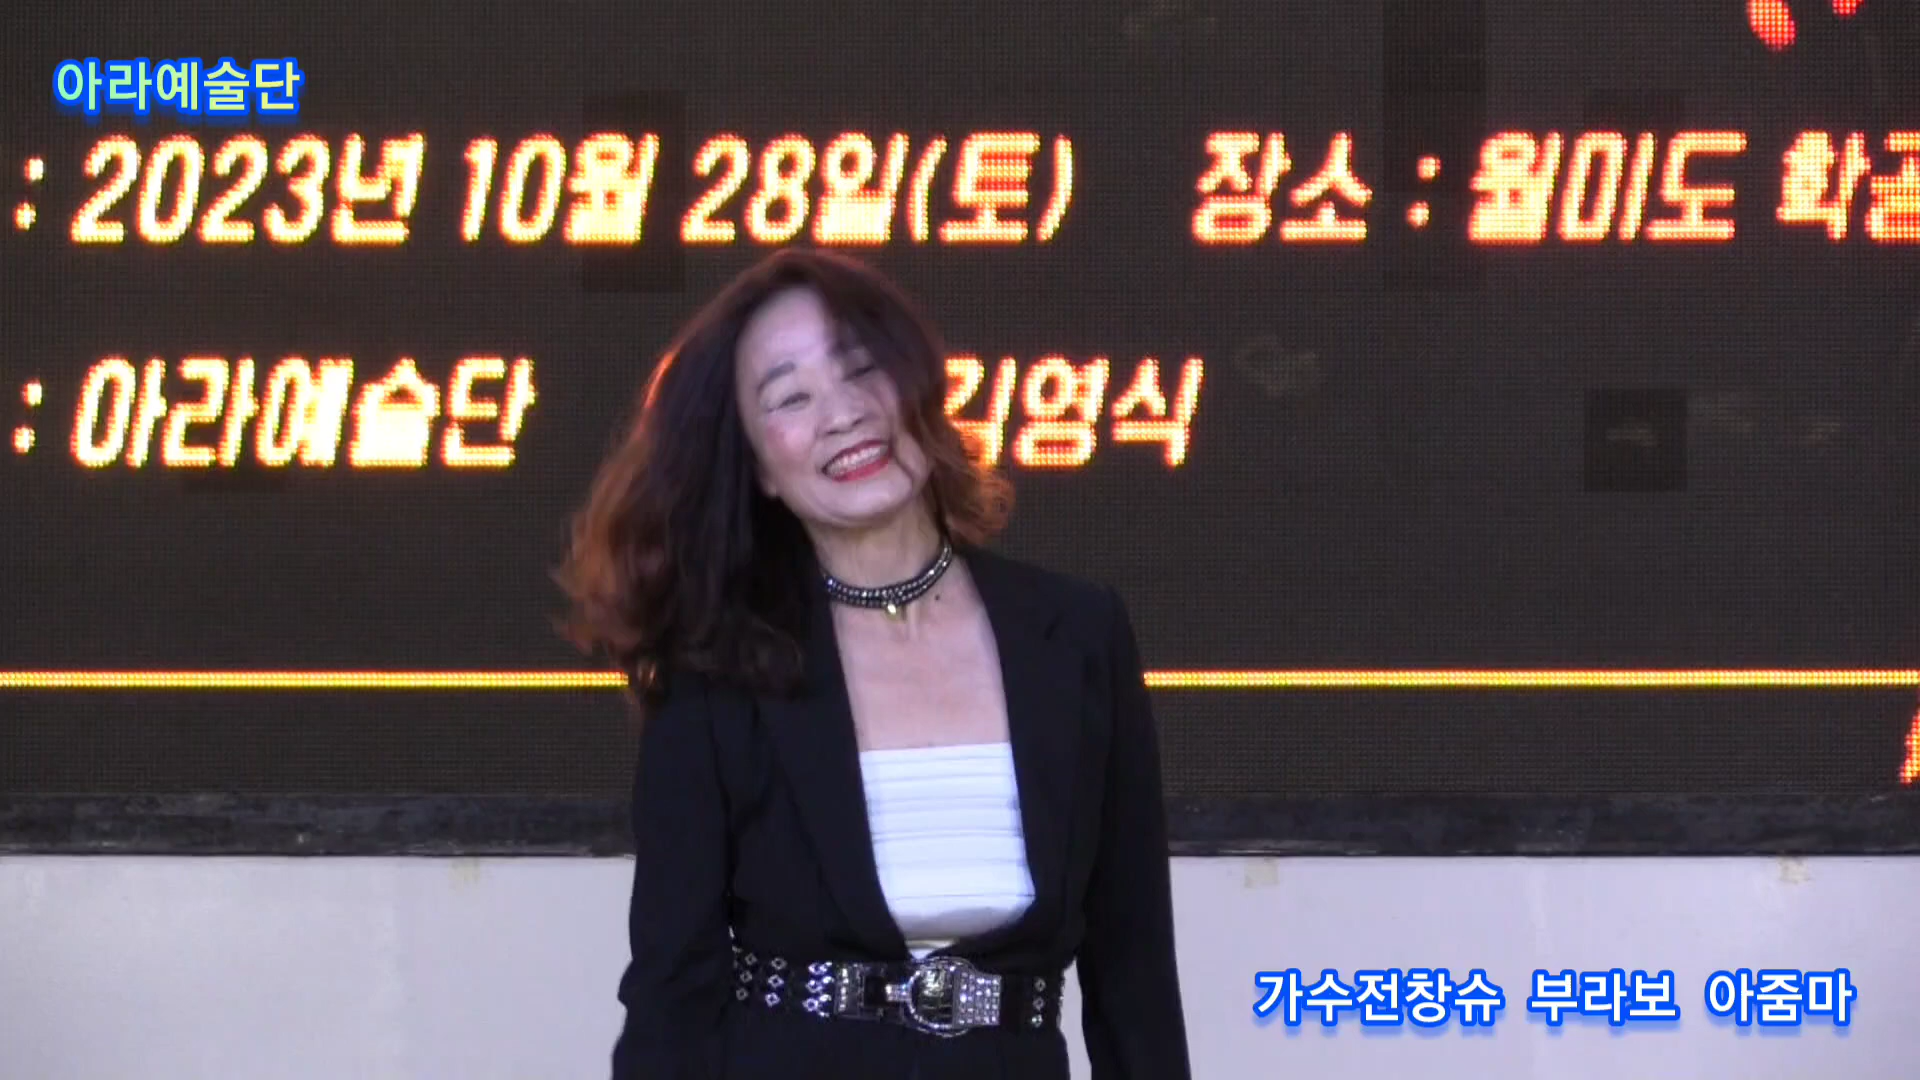 아라예술단
: 2023년 10월 28일(토) 장소 : 월미도
: 아라예술단 김영식
가수전창슈 부라보 아줌마